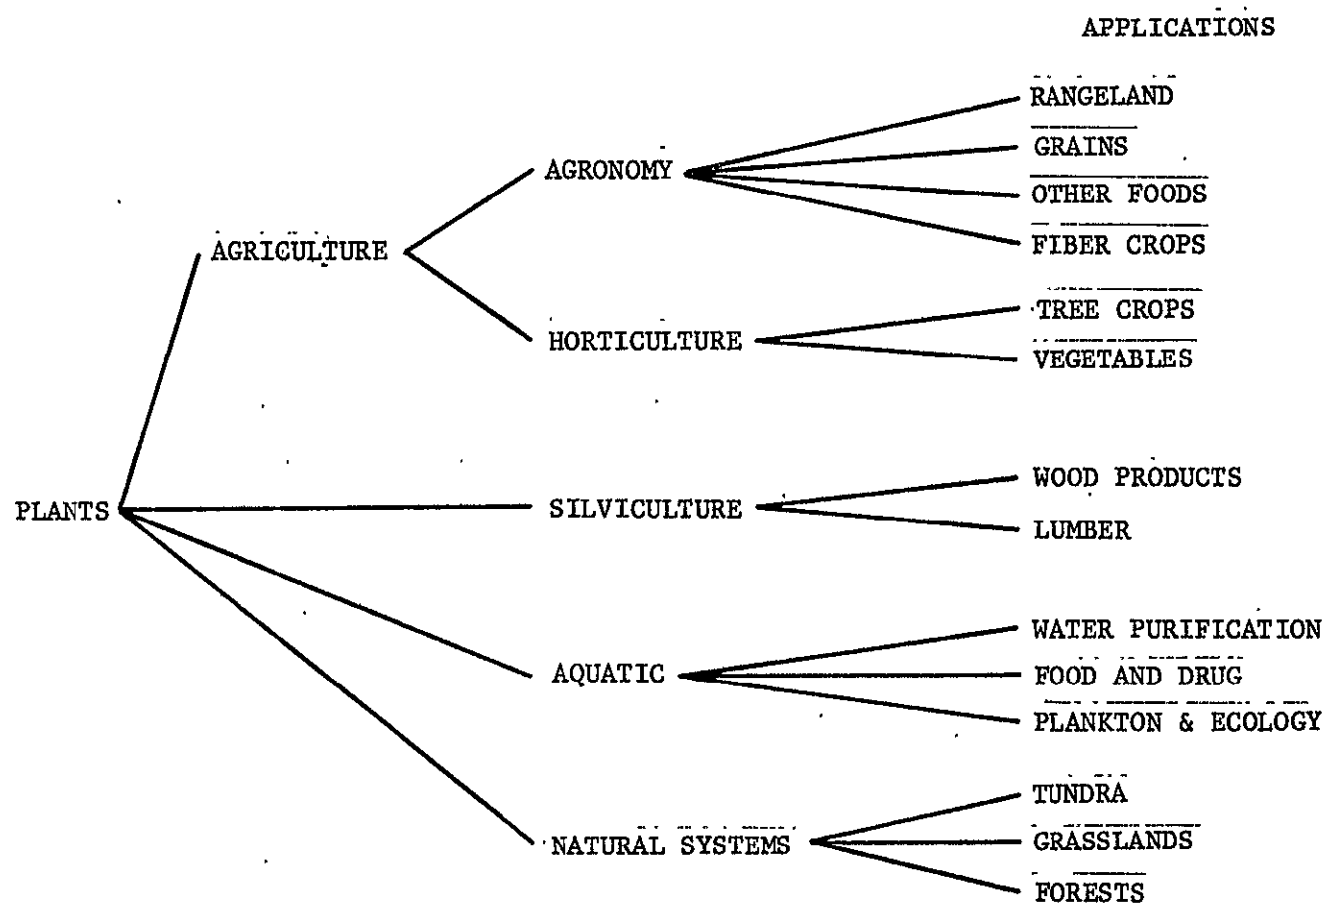 APPLICATIONS
RANGELAND
GRAINS
AGRONOMY
OTHER FOODS
FIBER CROPS
AGRICULTURE
TREE CROPS
HORTICULTURE
VEGETABLES
WOOD PRODUCTS
PLANTS
SILVICULTURE
LUMBER
WATER PURIFICATION
AQUATIC
FOOD AND DRUG
PLANKTON & ECOLOGY
TUNDRA
NATURAL SYSTEMS
GRASSLANDS
FORESTS